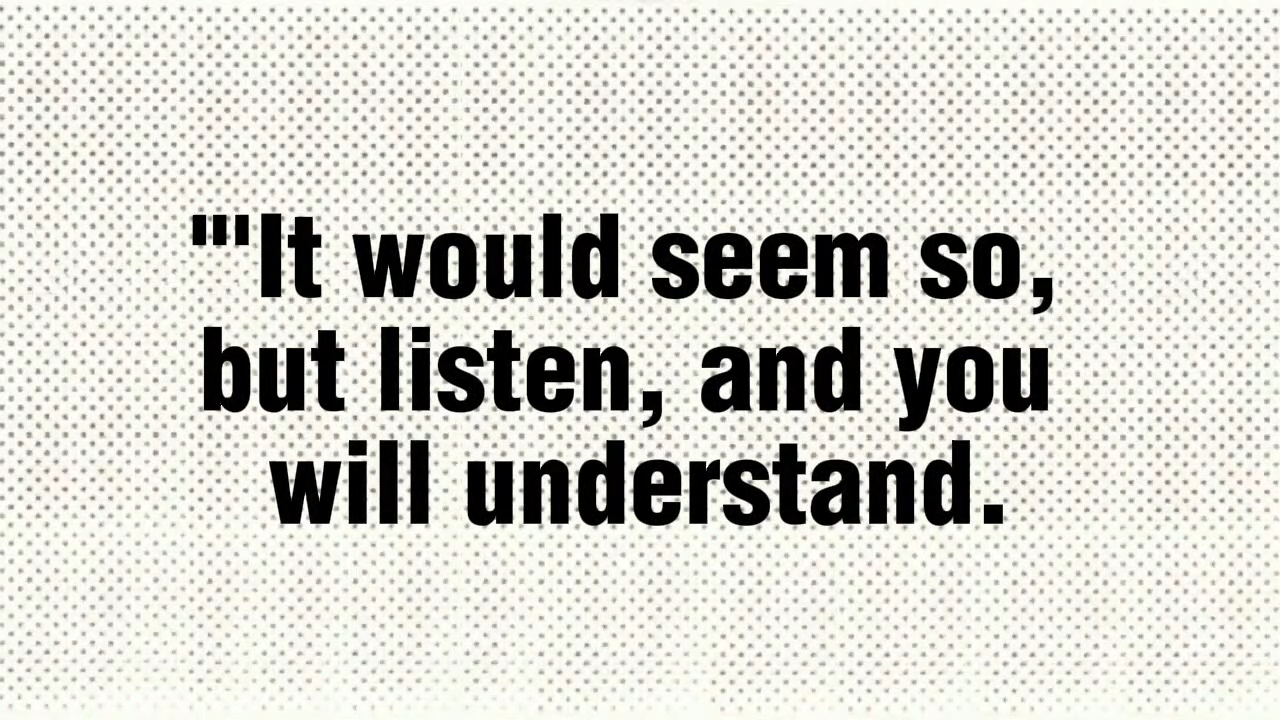 "'It would seem so,
but listen, and you
will understand.